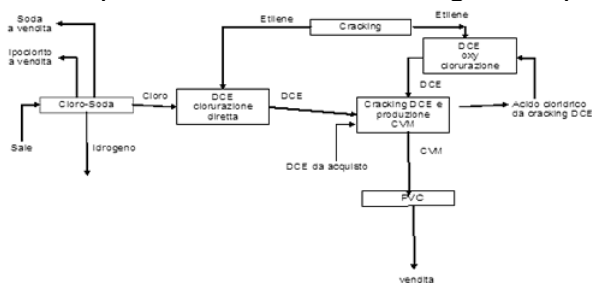 Soda
a vendita
Ipoclorito
a vendita
Etilene
Cracking
Etilene
DCE
oxy
clorurazione
DCE
Cloro-Soda
Cloro
DCE
clorurazione
diretta
DCE
Cracking DCE e
produzione
CVM
Acido cloridrico
da cracking DCE
Sale
Idrogeno
DCE da acquisto
CVM
PVC
vendita